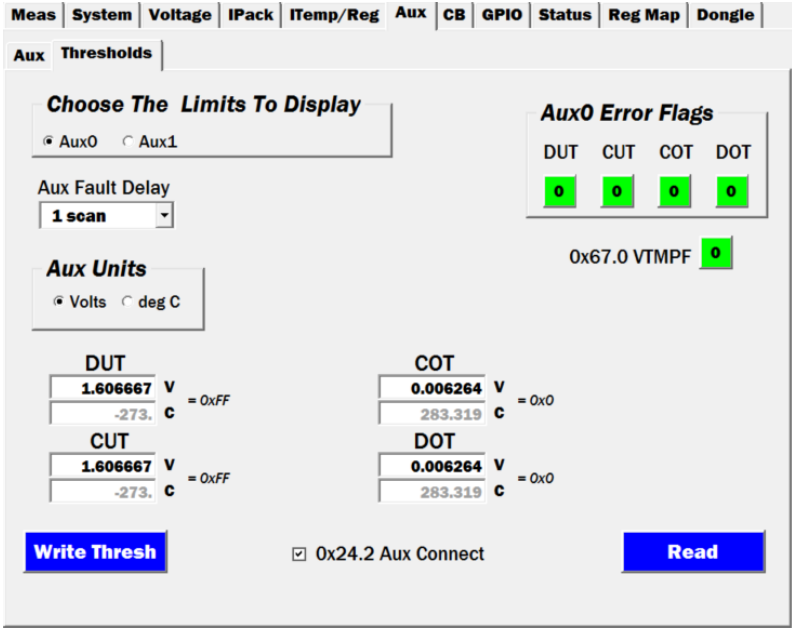 Meas System Voltage IPack ITemp/Reg Aux CB GPIO Status Reg Map Dongle
Aux Thresholds
Choose The Limits To Display
Aux0 Aux1
Aux Fault Delay
1 scan
Aux Units
Volts deg C
Aux0 Error Flags
DUT CUT COT DOT
0 0 0 0
0x67.0 VTMPF 0
DUT
1.606667 V
-273. C
= 0xFF
COT
0.006264 V
283.319 C
= 0x0
CUT
1.606667 V
-273. C
= 0xFF
DOT
0.006264 V
283.319 C
= 0x0
Write Thresh
0x24.2 Aux Connect
Read